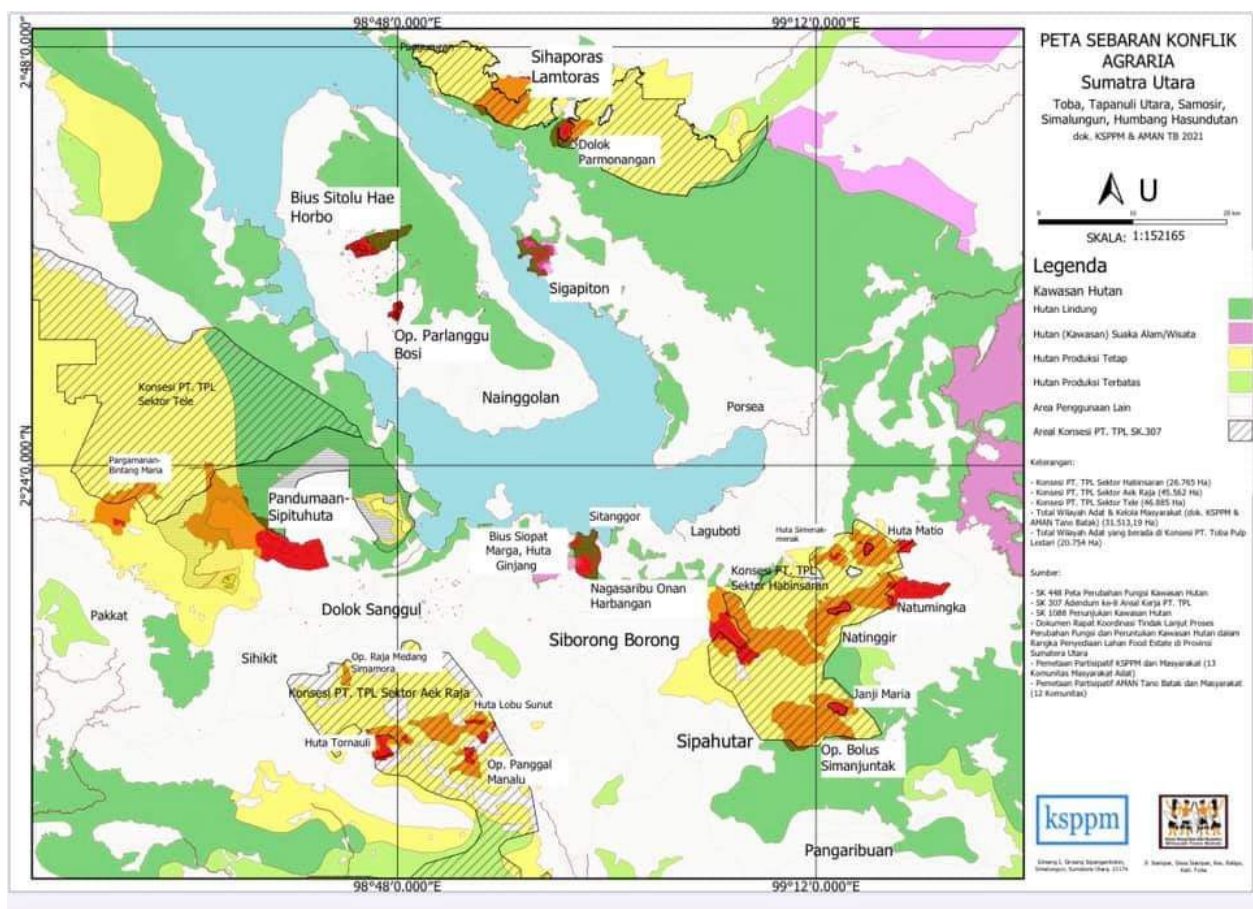 PETA SEBARAN KONFLIK
AGRARIA
Sumatra Utara
Toba, Tapanuli Utara, Samosir,
Simalungun, Humbang Hasundutan
dok. KSPPM & AMAN TB 2021
U
0 10 20 km
SKALA: 1:152165
Legenda
Kawasan Hutan
Hutan Lindung
Hutan (Kawasan) Suaka Alam/Wisata
Hutan Produksi Tetap
Hutan Produksi Terbatas
Area Penggunaan Lain
Areal Konsesi PT. TPL SK.307
Keterangan:
- Konsesi PT. TPL Sektor Habinsaran (26.765 Ha)
- Konsesi PT. TPL Sektor Aek Raja (45.562 Ha)
- Konsesi PT. TPL Sektor Tele (46.885 Ha)
- Total Wilayah Adat & Kelola Masyarakat (dok. KSPPM &
AMAN Tano Batak) (31.513,19 Ha)
- Total Wilayah Adat yang berada di Konsesi PT. Toba Pulp
Lestari (20.754 Ha)
Sumber:
- SK 448 Peta Perubahan Fungsi Kawasan Hutan
- SK 307 Adendum ke-8 Areal Kerja PT. TPL
- SK 1088 Penunjukan Kawasan Hutan
- Dokumen Rapat Koordinasi Tindak Lanjut Proses
Perubahan Fungsi dan Peruntukan Kawasan Hutan dalam
Rangka Penyediaan Lahan Food Estate di Provinsi
Sumatera Utara
- Pemetaan Partisipatif KSPPM dan Masyarakat (13
Komunitas Masyarakat Adat)
- Pemetaan Partisipatif AMAN Tano Batak dan Masyarakat
(12 Komunitas)
ksppm
98°48'0.000"E
99°12'0.000"E
2°48'0.000"
2°24'0.000"N
98°48'0.000"E
99°12'0.000"E
Sihaporas
Lamtoras
Dolok
Parmonangan
Bius Sitolu Hae
Horbo
Sigapiton
Op. Parlanggu
Bosi
Konsesi PT. TPL
Sektor Tele
Nainggolan
Porsea
Pargamanan-
Bintang Maria
Pandumaan-
Sipituhuta
Sitanggor
Laguboti
Bius Siopat
Marga, Huta
Ginjang
Huta Simenak-
menak
Huta Matio
Konsesi PT. TPL
Sektor Habinsaran
Nagasaribu Onan
Harbangan
Natumingka
Pakkat
Dolok Sanggul
Siborong Borong
Natinggir
Sihikit
Op. Raja Medang
Simamora
Konsesi PT. TPL Sektor Aek Raja
Janji Maria
Huta Lobu Sunut
Huta Tornauli
Sipahutar
Op. Bolus
Simanjuntak
Op. Panggal
Manalu
Pangaribuan